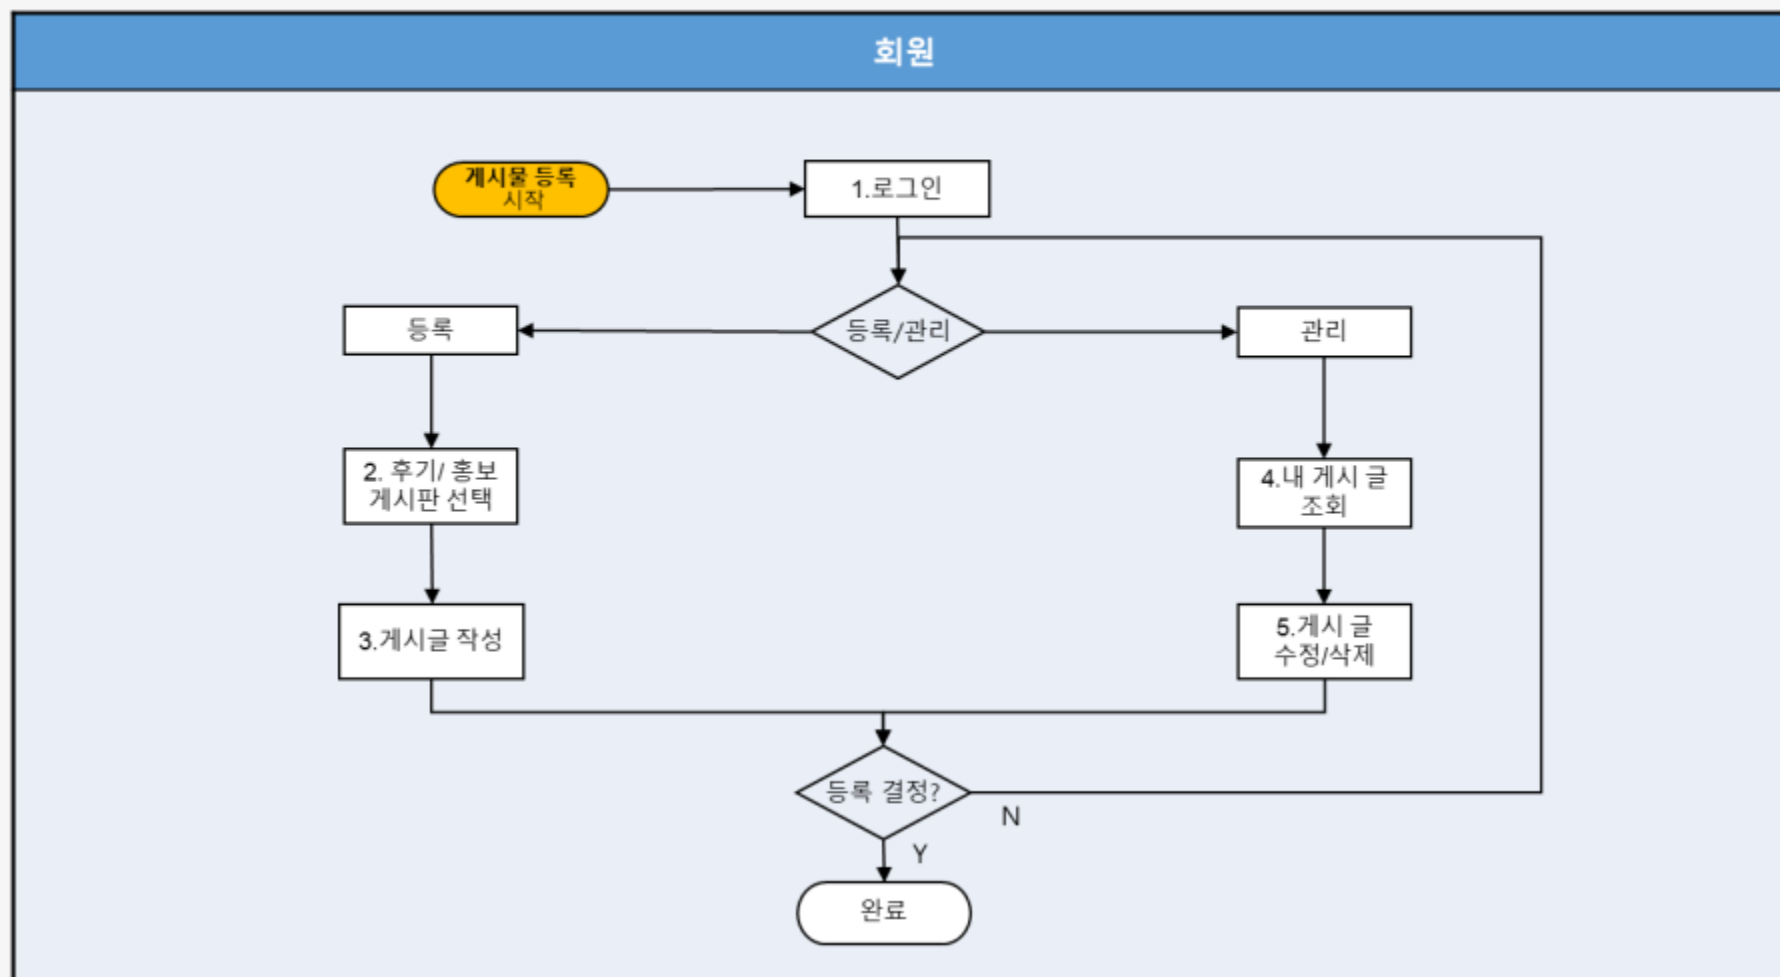 회원
게시물 등록
시작
1.로그인
등록
등록/관리
관리
2. 후기/ 홍보
게시판 선택
4.내 게시 글
조회
3.게시글 작성
5.게시 글
수정/삭제
등록 결정?
N
Y
완료